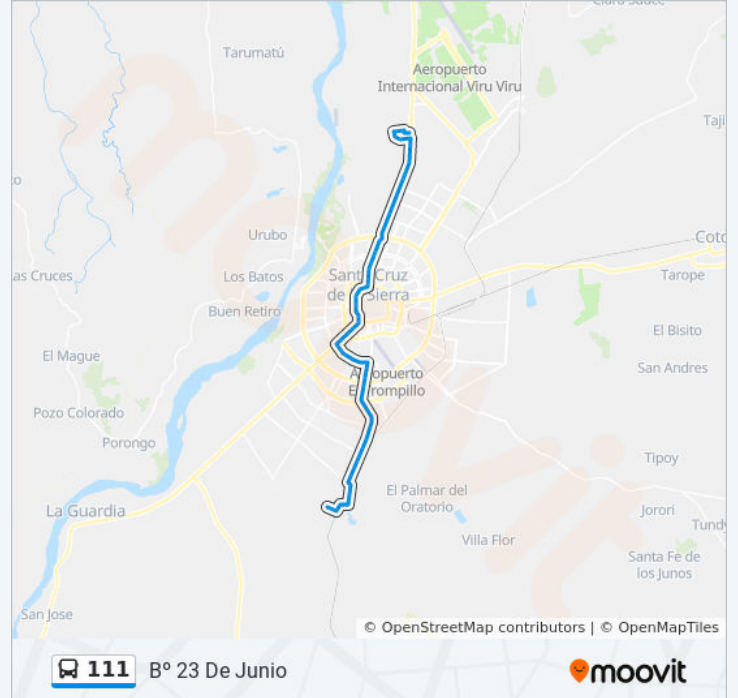 Clara Sauce
Tarumatú
Aeropuerto
Internacional Viru Viru
Taji
Urubo
Coto
as Cruces
Los Batos
Santa Cruz
de la Sierra
Tarope
Buen Retiro
El Bisito
El Mague
San Andres
Aeropuerto
El Trompillo
Pozo Colorado
Porongo
Tipoy
El Palmar del
Oratorio
La Guardia
Jorori
Tundy
Villa Flor
Santa Fe de
los Junos
San Jose
© OpenStreetMap contributors | © OpenMapTiles
111 Bº 23 De Junio
moovit